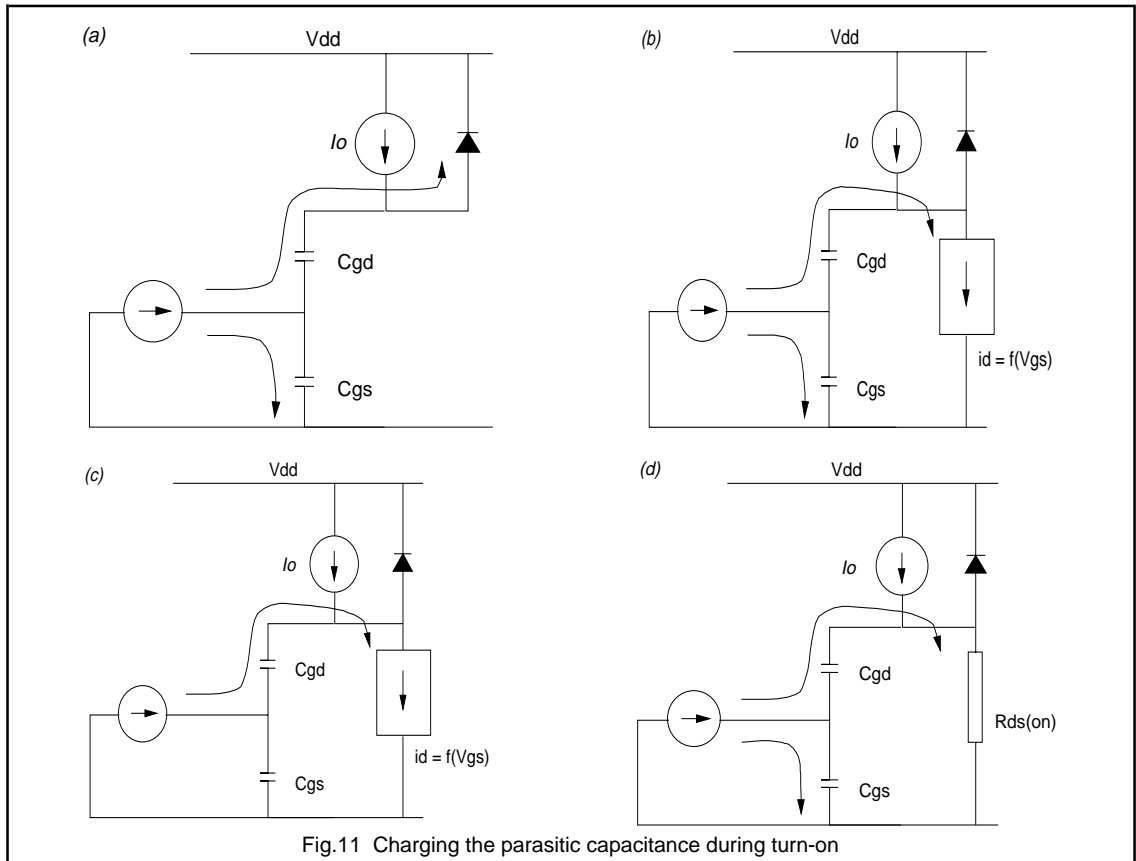 (a)
Vdd
Io
Cgd
Cgs
(b)
Vdd
Io
Cgd
id = f(Vgs)
Cgs
(c)
Vdd
Io
Cgd
id = f(Vgs)
Cgs
(d)
Vdd
Io
Cgd
Rds(on)
Cgs
Fig.11 Charging the parasitic capacitance during turn-on